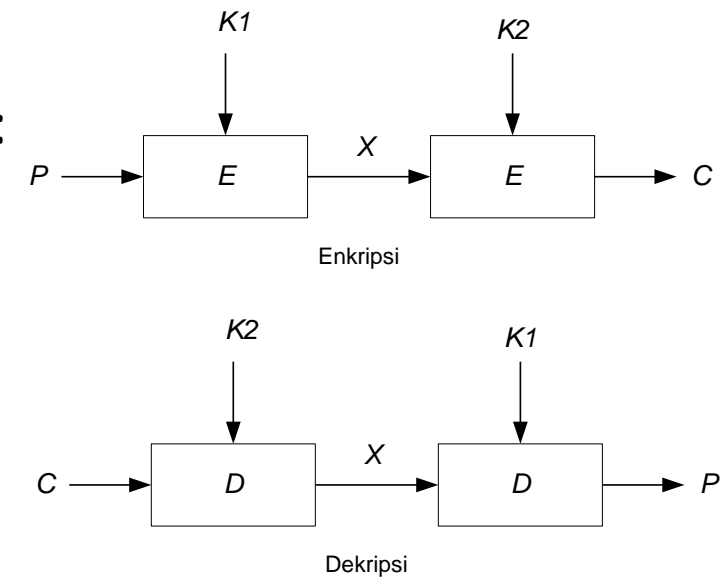 :
K1 K2
P E X E C
Enkripsi
K2 K1
C D X D P
Dekripsi